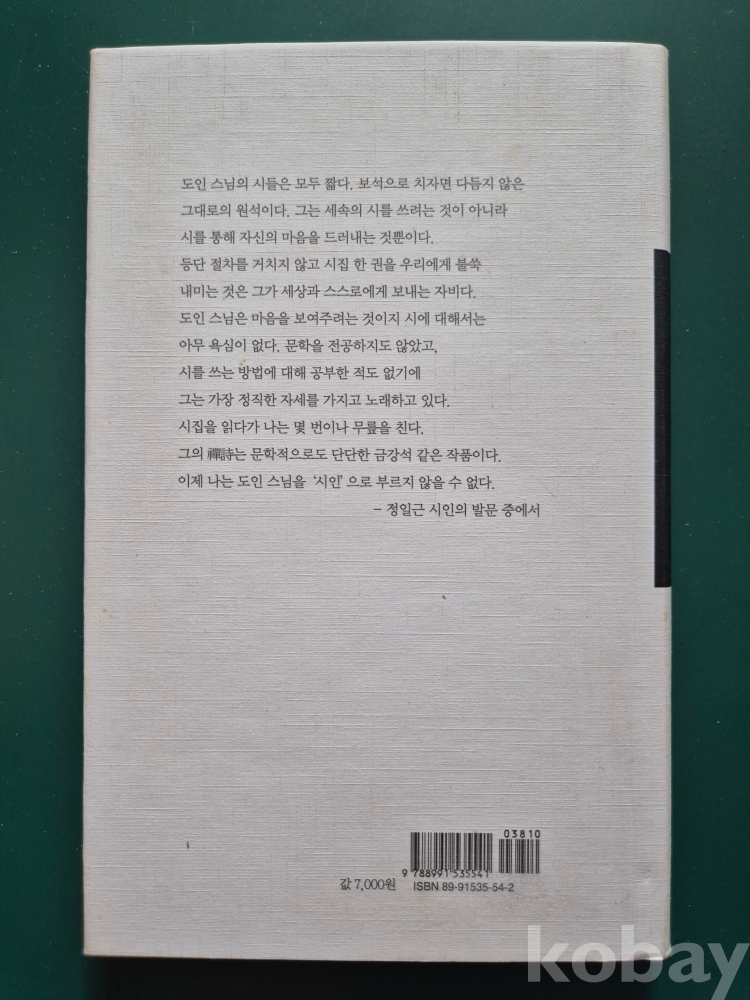 도인 스님의 시들은 모두 짧다. 보석으로 치자면 다듬지 않은
그대로의 원석이다. 그는 세속의 시를 쓰려는 것이 아니라
시를 통해 자신의 마음을 드러내는 것뿐이다.
등단 절차를 거치지 않고 시집 한 권을 우리에게 불쑥
내미는 것은 그가 세상과 스스로에게 보내는 자비다.
도인 스님은 마음을 보여주려는 것이지 시에 대해서는
아무 욕심이 없다. 문학을 전공하지도 않았고,
시를 쓰는 방법에 대해 공부한 적도 없기에
그는 가장 정직한 자세를 가지고 노래하고 있다.
시집을 읽다가 나는 몇 번이나 무릎을 친다.
그의 禪詩는 문학적으로도 단단한 금강석 같은 작품이다.
이제 나는 도인 스님을 ‘시인’으로 부르지 않을 수 없다.
– 정일근 시인의 발문 중에서
03810
9 788991 535541
값 7,000원 ISBN 89-91535-54-2
kobay